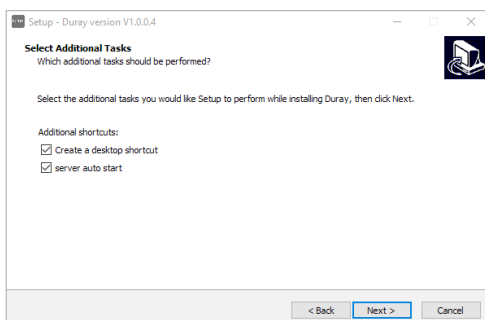 Setup - Duray version V1.0.0.4
Select Additional Tasks
Which additional tasks should be performed?
Select the additional tasks you would like Setup to perform while installing Duray, then click Next.
Additional shortcuts:
Create a desktop shortcut
server auto start
< Back
Next >
Cancel